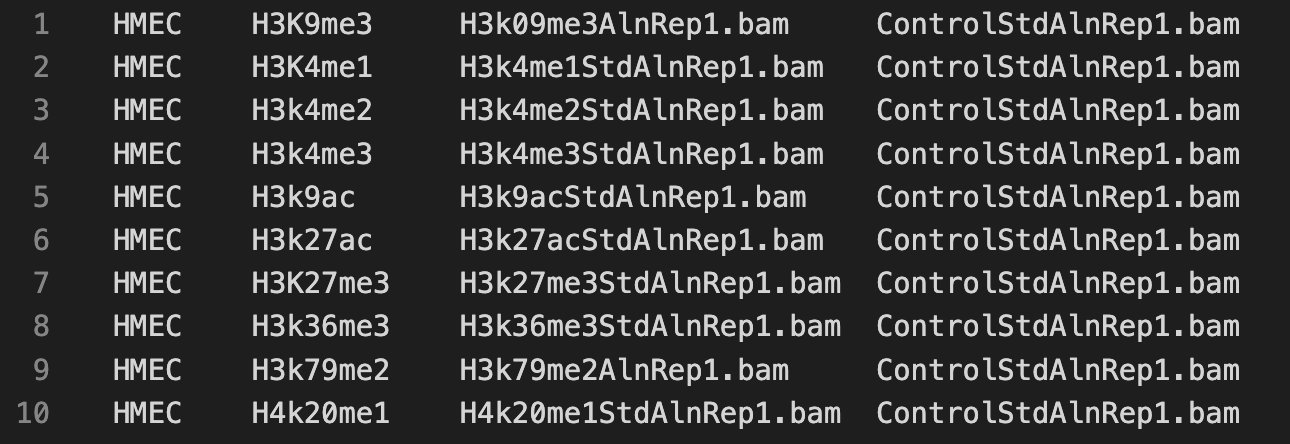 1 HMEC H3K9me3 H3k09me3AlnRep1.bam ControlStdAlnRep1.bam
2 HMEC H3K4me1 H3k4me1StdAlnRep1.bam ControlStdAlnRep1.bam
3 HMEC H3k4me2 H3k4me2StdAlnRep1.bam ControlStdAlnRep1.bam
4 HMEC H3k4me3 H3k4me3StdAlnRep1.bam ControlStdAlnRep1.bam
5 HMEC H3k9ac H3k9acStdAlnRep1.bam ControlStdAlnRep1.bam
6 HMEC H3k27ac H3k27acStdAlnRep1.bam ControlStdAlnRep1.bam
7 HMEC H3K27me3 H3k27me3StdAlnRep1.bam ControlStdAlnRep1.bam
8 HMEC H3k36me3 H3k36me3StdAlnRep1.bam ControlStdAlnRep1.bam
9 HMEC H3k79me2 H3k79me2AlnRep1.bam ControlStdAlnRep1.bam
10 HMEC H4k20me1 H4k20me1StdAlnRep1.bam ControlStdAlnRep1.bam